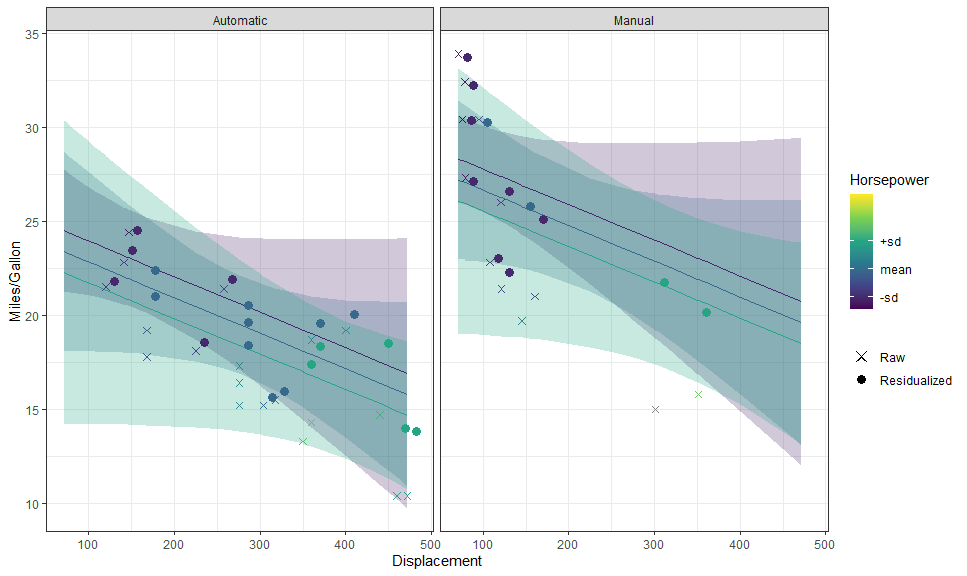 Automatic
Manual
Miles/Gallon
35
30
25
20
15
10
100 200 300 400 500
100 200 300 400 500
Displacement
Horsepower
+sd
mean
-sd
Raw
Residualized